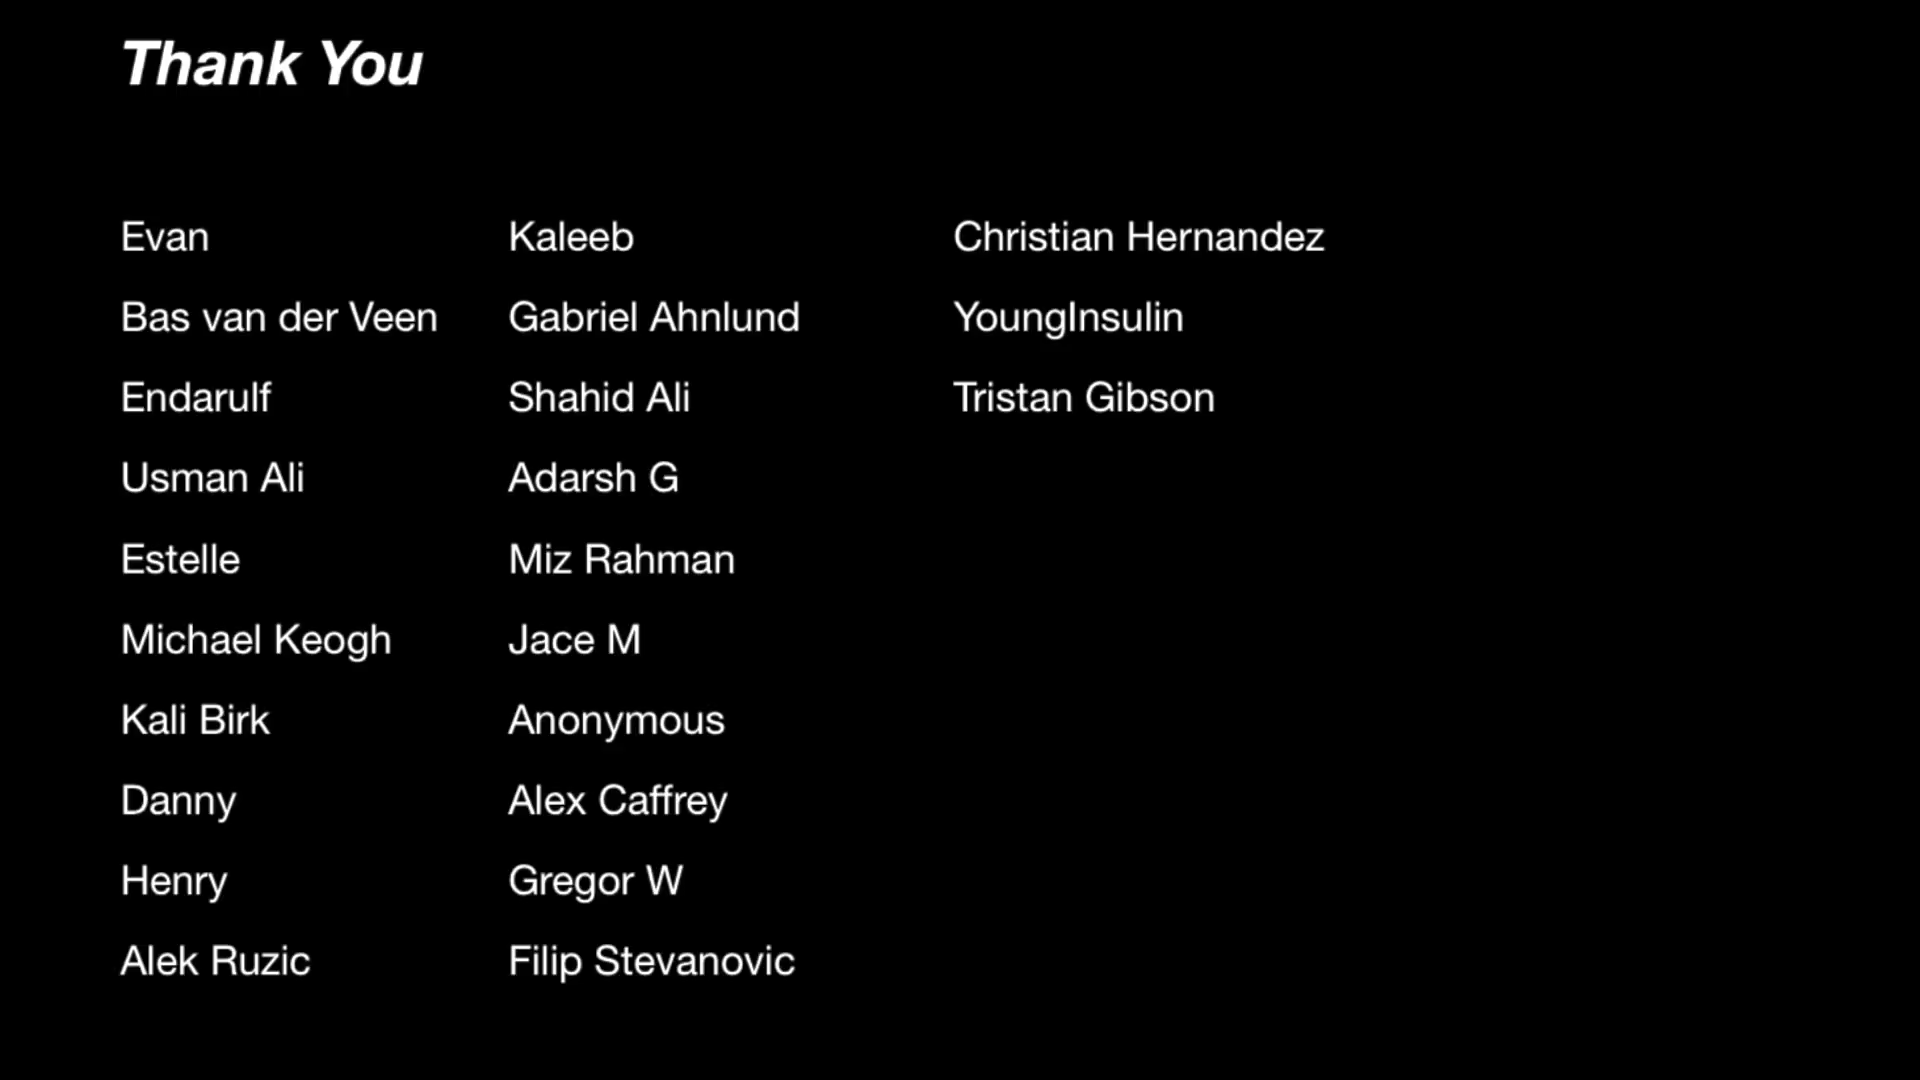 Thank You
Evan
Bas van der Veen
Endarulf
Usman Ali
Estelle
Michael Keogh
Kali Birk
Danny
Henry
Alek Ruzic
Kaleeb
Gabriel Ahnlund
Shahid Ali
Adarsh G
Miz Rahman
Jace M
Anonymous
Alex Caffrey
Gregor W
Filip Stevanovic
Christian Hernandez
YoungInsulin
Tristan Gibson